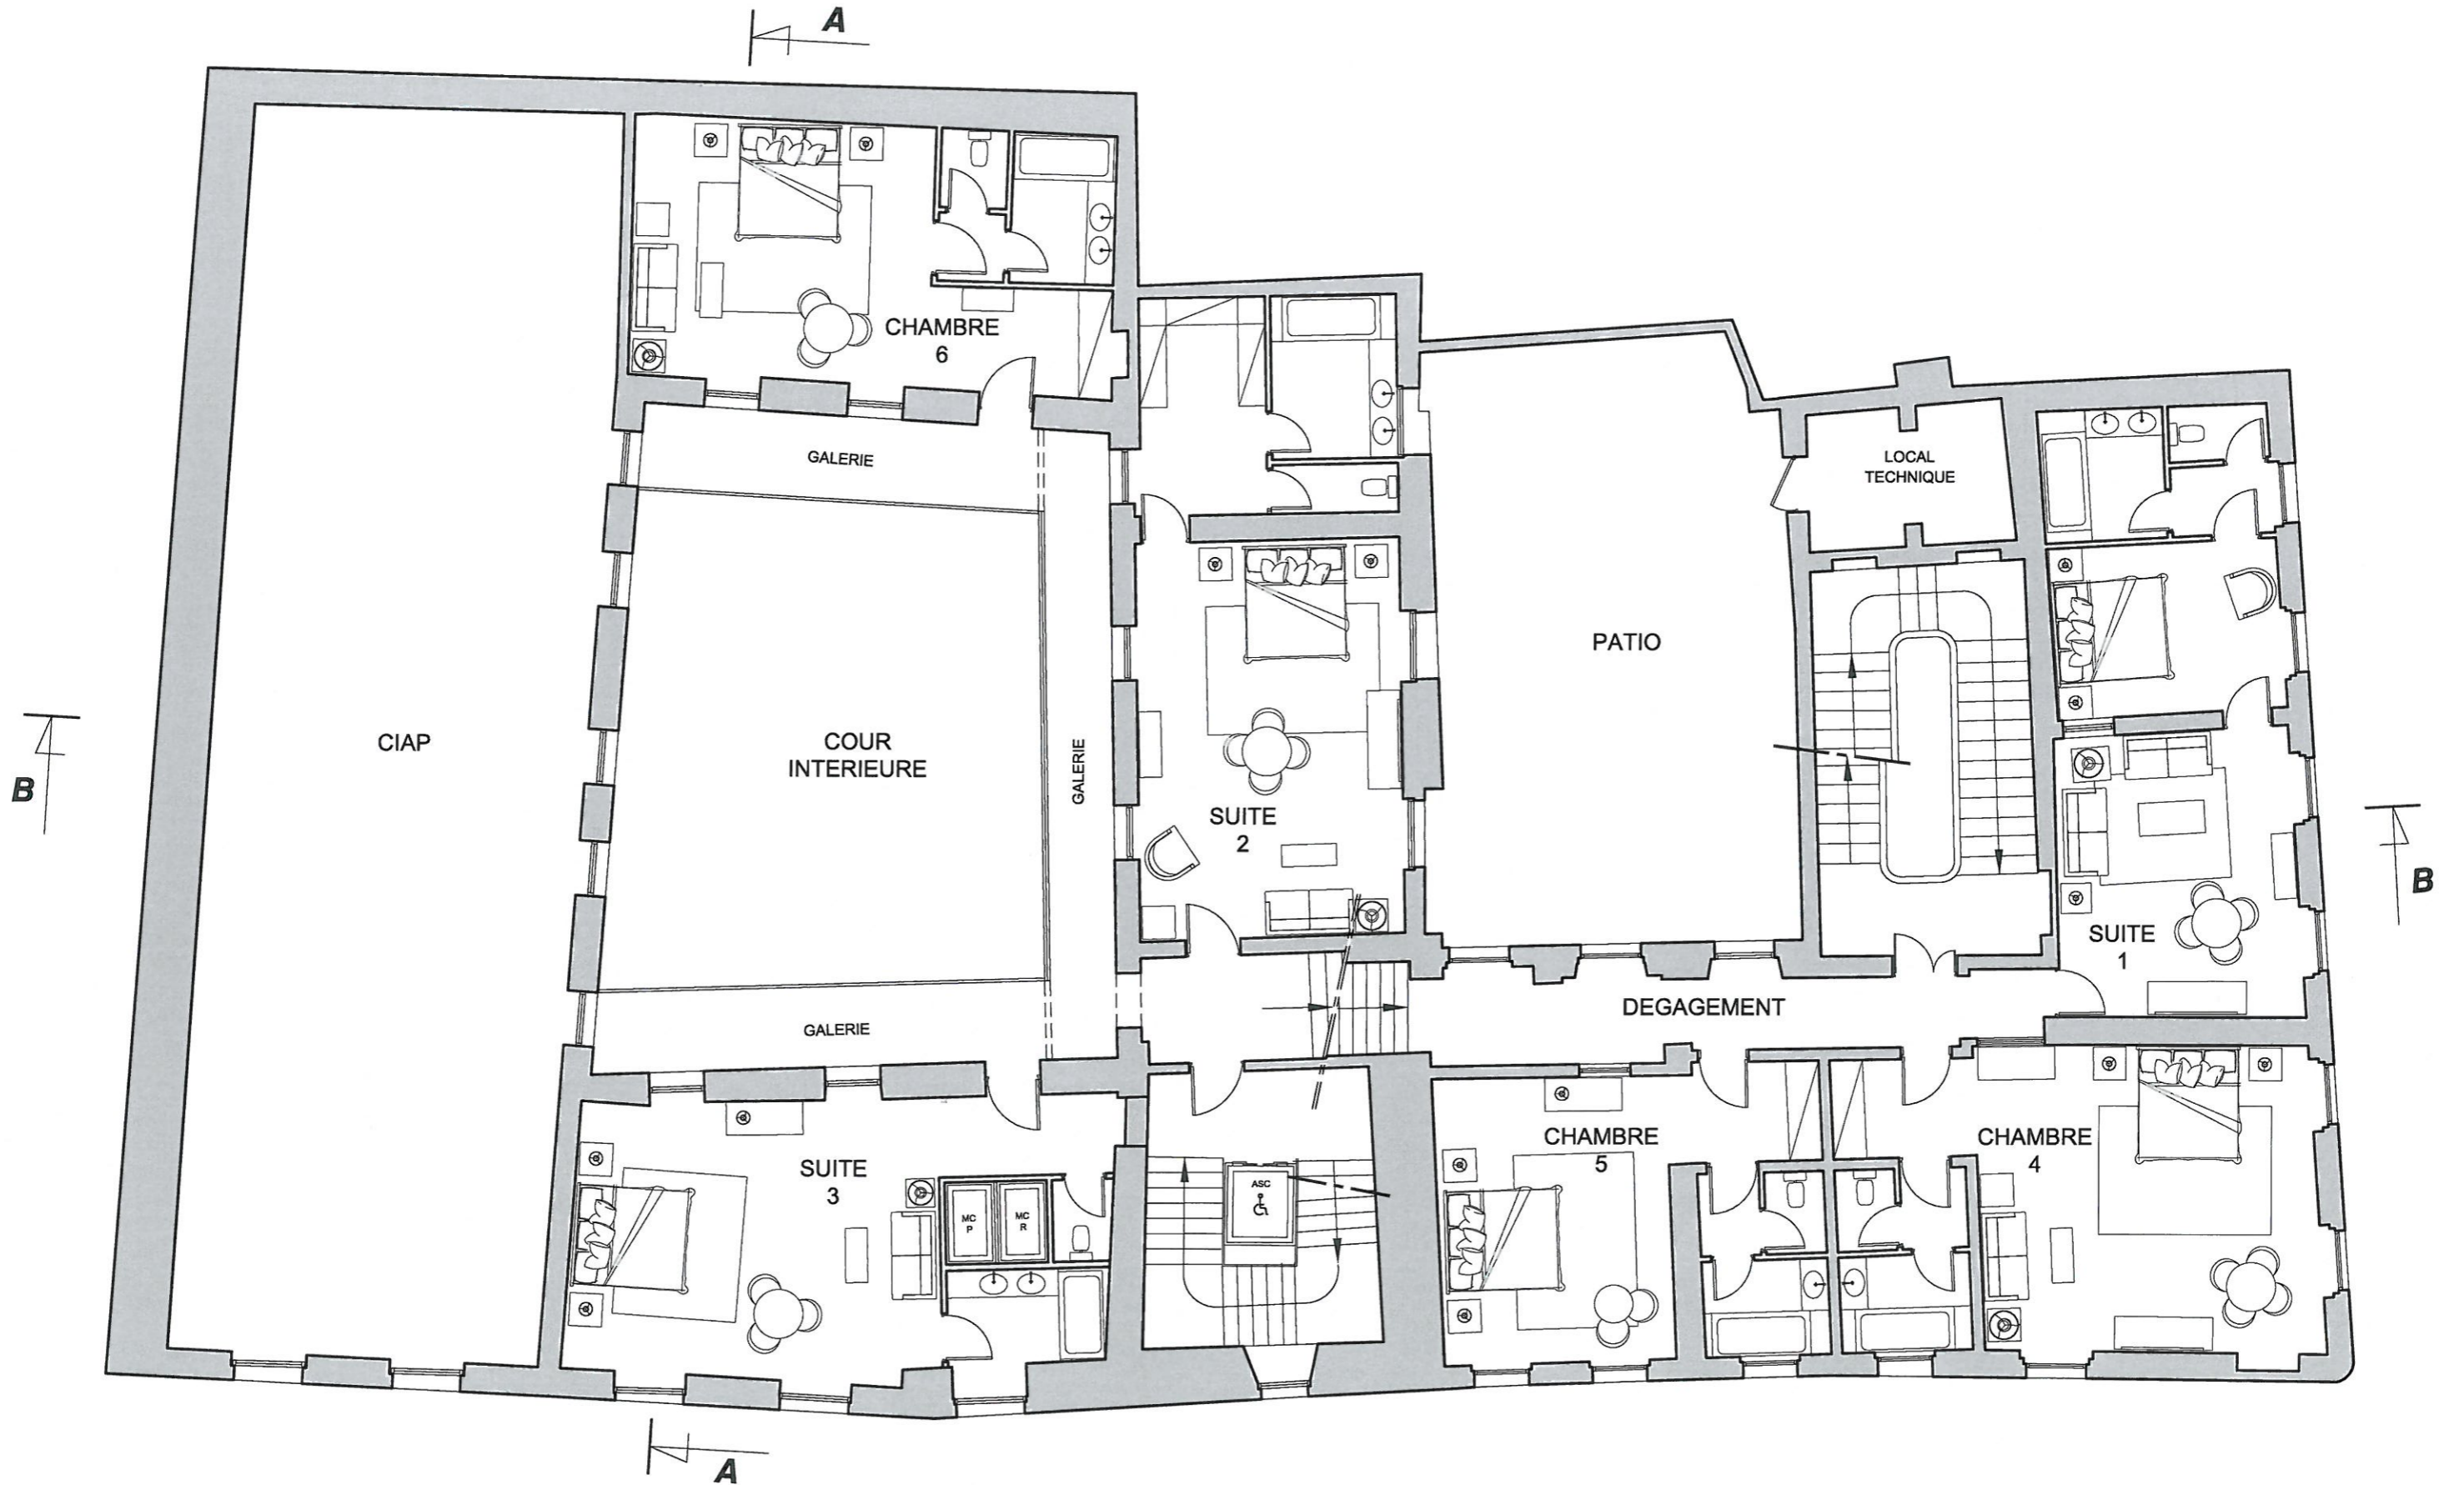 A
CHAMBRE
6
GALERIE
LOCAL
TECHNIQUE
PATIO
CIAP
COUR
INTERIEURE
GALERIE
B
SUITE
2
B
SUITE
1
DEGAGEMENT
GALERIE
SUITE
3
CHAMBRE
5
CHAMBRE
4
ASC
MC
P
MC
R
A